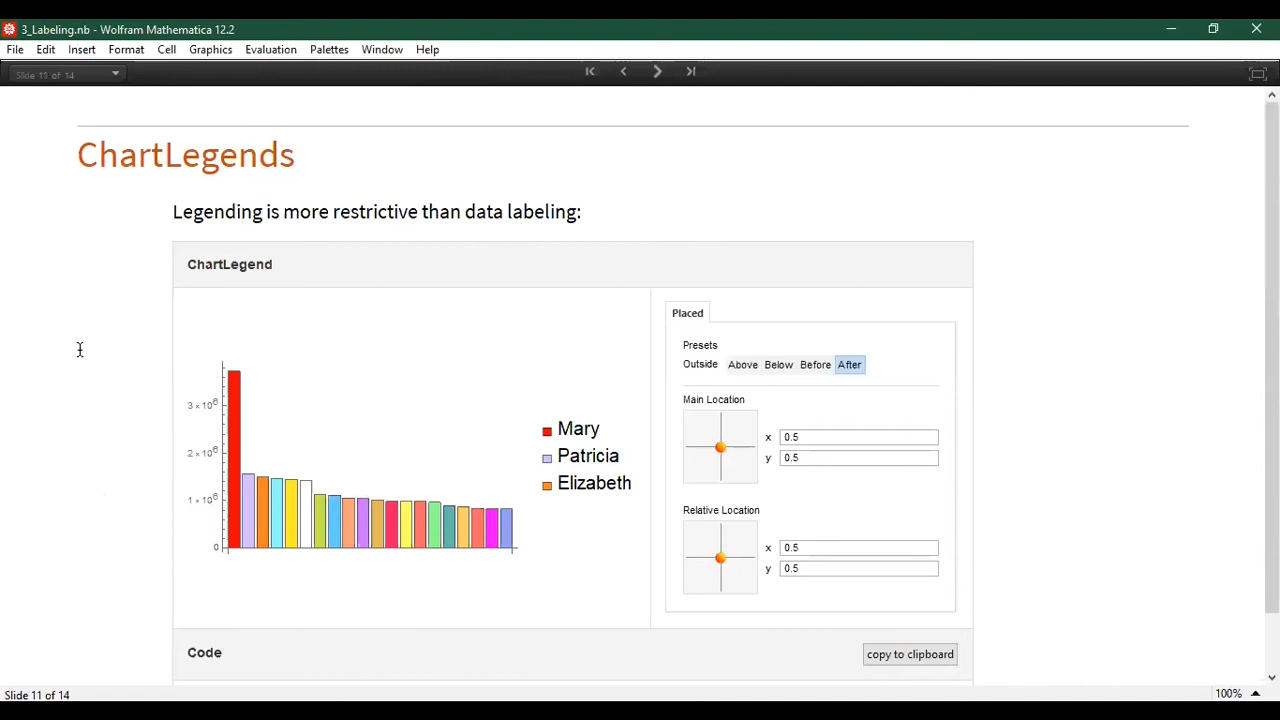 3_Labeling.nb - Wolfram Mathematica 12.2
File Edit Insert Format Cell Graphics Evaluation Palettes Window Help
Slide 11 of 14
ChartLegends
Legending is more restrictive than data labeling:
ChartLegend
3 × 10^6
2 × 10^6
1 × 10^6
0
Mary
Patricia
Elizabeth
Placed
Presets
Outside Above Below Before After
Main Location
x 0.5
y 0.5
Relative Location
x 0.5
y 0.5
Code
copy to clipboard
Slide 11 of 14
100%